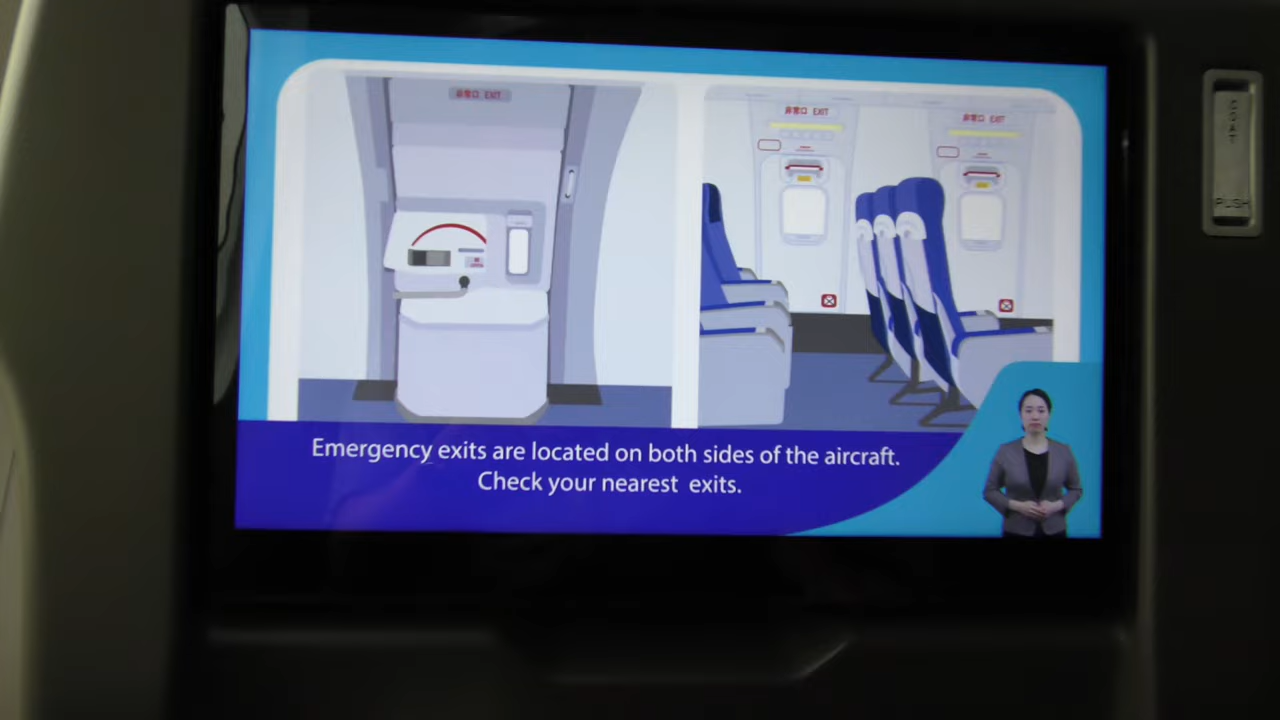 非常口 EXIT
非常口 EXIT
非常口 EXIT
COAT
PUSH
Emergency exits are located on both sides of the aircraft.
Check your nearest exits.